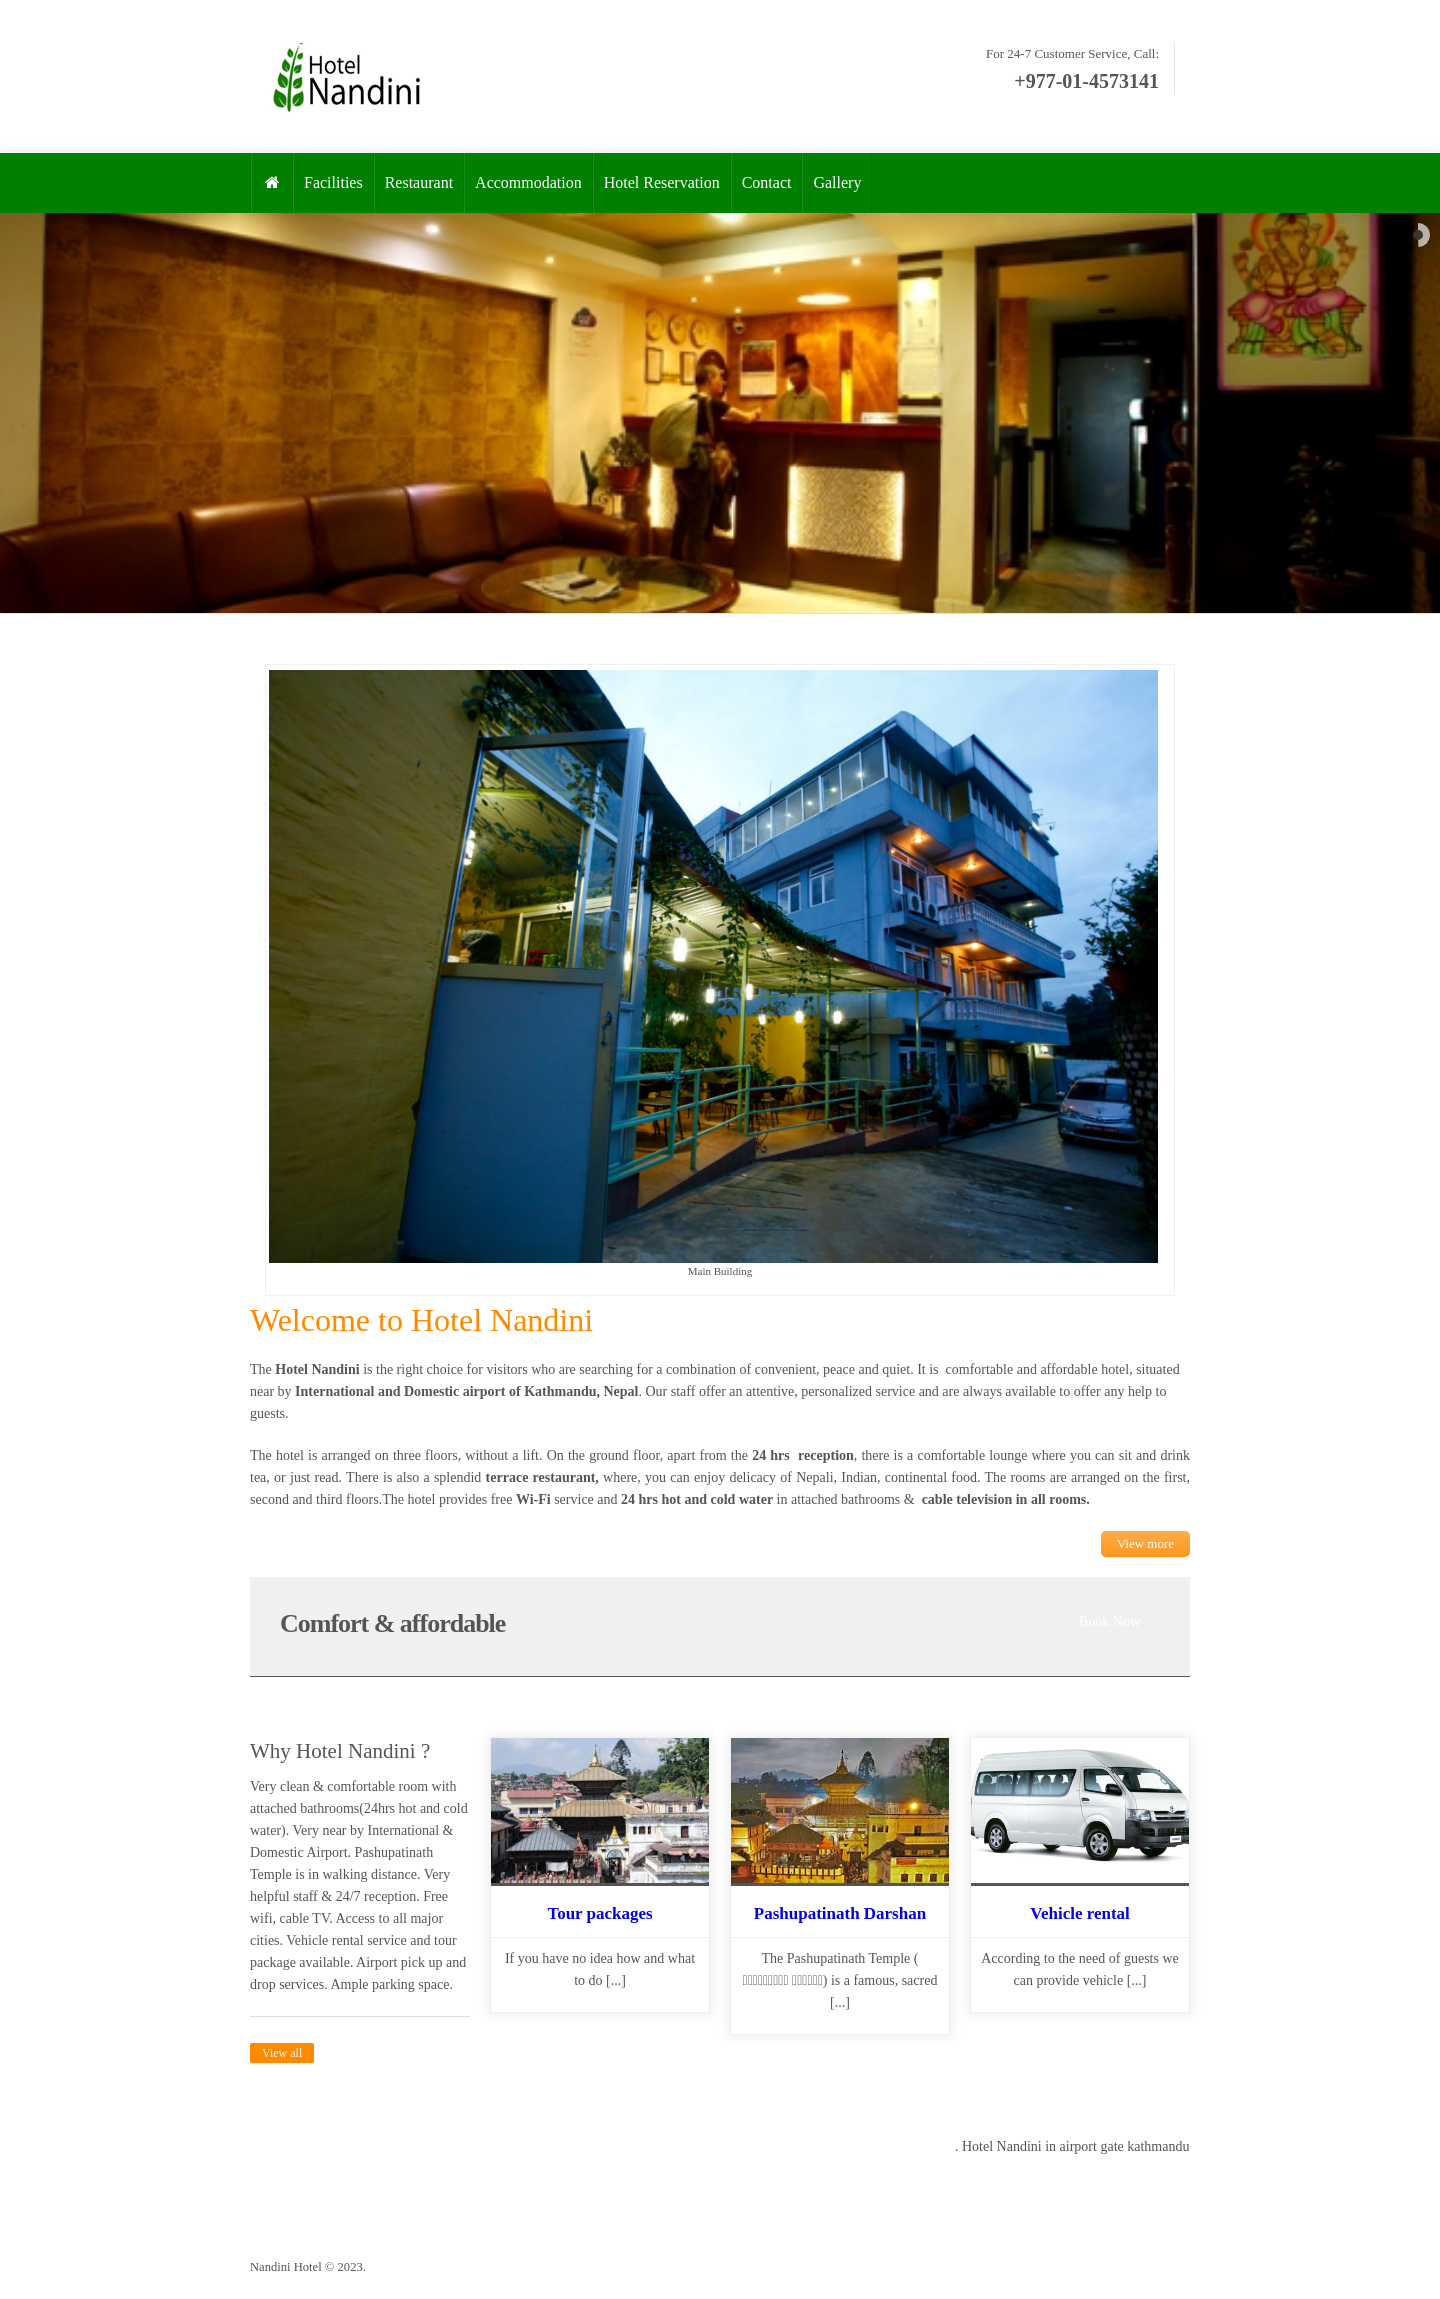 Hotel
Nandini
For 24-7 Customer Service, Call:
+977-01-4573141
Facilities
Restaurant
Accommodation
Hotel Reservation
Contact
Gallery
Main Building
Welcome to Hotel Nandini
The Hotel Nandini is the right choice for visitors who are searching for a combination of convenient, peace and quiet. It is  comfortable and affordable hotel, situated
near by International and Domestic airport of Kathmandu, Nepal. Our staff offer an attentive, personalized service and are always available to offer any help to
guests.
The hotel is arranged on three floors, without a lift. On the ground floor, apart from the 24 hrs  reception, there is a comfortable lounge where you can sit and drink
tea, or just read. There is also a splendid terrace restaurant, where, you can enjoy delicacy of Nepali, Indian, continental food. The rooms are arranged on the first,
second and third floors.The hotel provides free Wi-Fi service and 24 hrs hot and cold water in attached bathrooms &  cable television in all rooms.
View more
Comfort & affordable
Book Now
Why Hotel Nandini ?
Very clean & comfortable room with
attached bathrooms(24hrs hot and cold
water). Very near by International &
Domestic Airport. Pashupatinath
Temple is in walking distance. Very
helpful staff & 24/7 reception. Free
wifi, cable TV. Access to all major
cities. Vehicle rental service and tour
package available. Airport pick up and
drop services. Ample parking space.
View all
Tour packages
If you have no idea how and what
to do [...]
Pashupatinath Darshan
The Pashupatinath Temple (
) is a famous, sacred
[...]
Vehicle rental
According to the need of guests we
can provide vehicle [...]
. Hotel Nandini in airport gate kathmandu
Nandini Hotel © 2023.